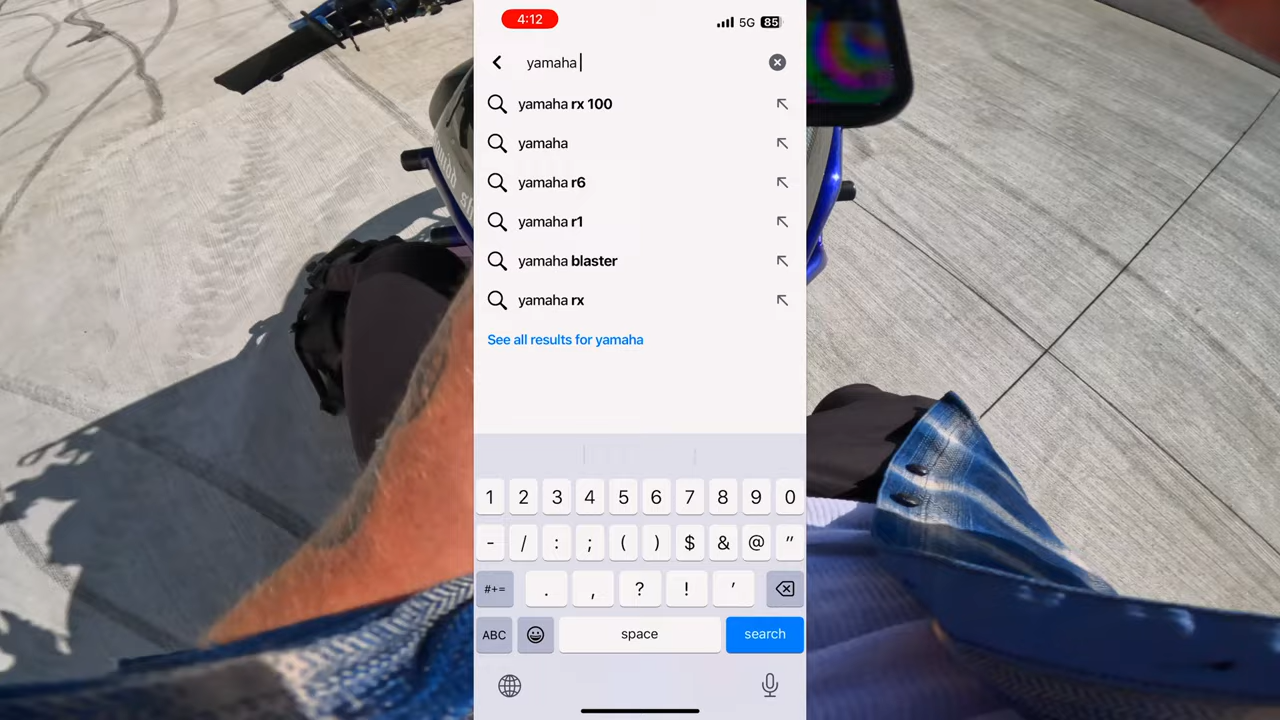 4:12
5G 85
yamaha
yamaha rx 100
yamaha
yamaha r6
yamaha r1
yamaha blaster
yamaha rx
See all results for yamaha
1 2 3 4 5 6 7 8 9 0
- / : ; ( ) $ & @ "
#+= . , ? ! '
ABC space search